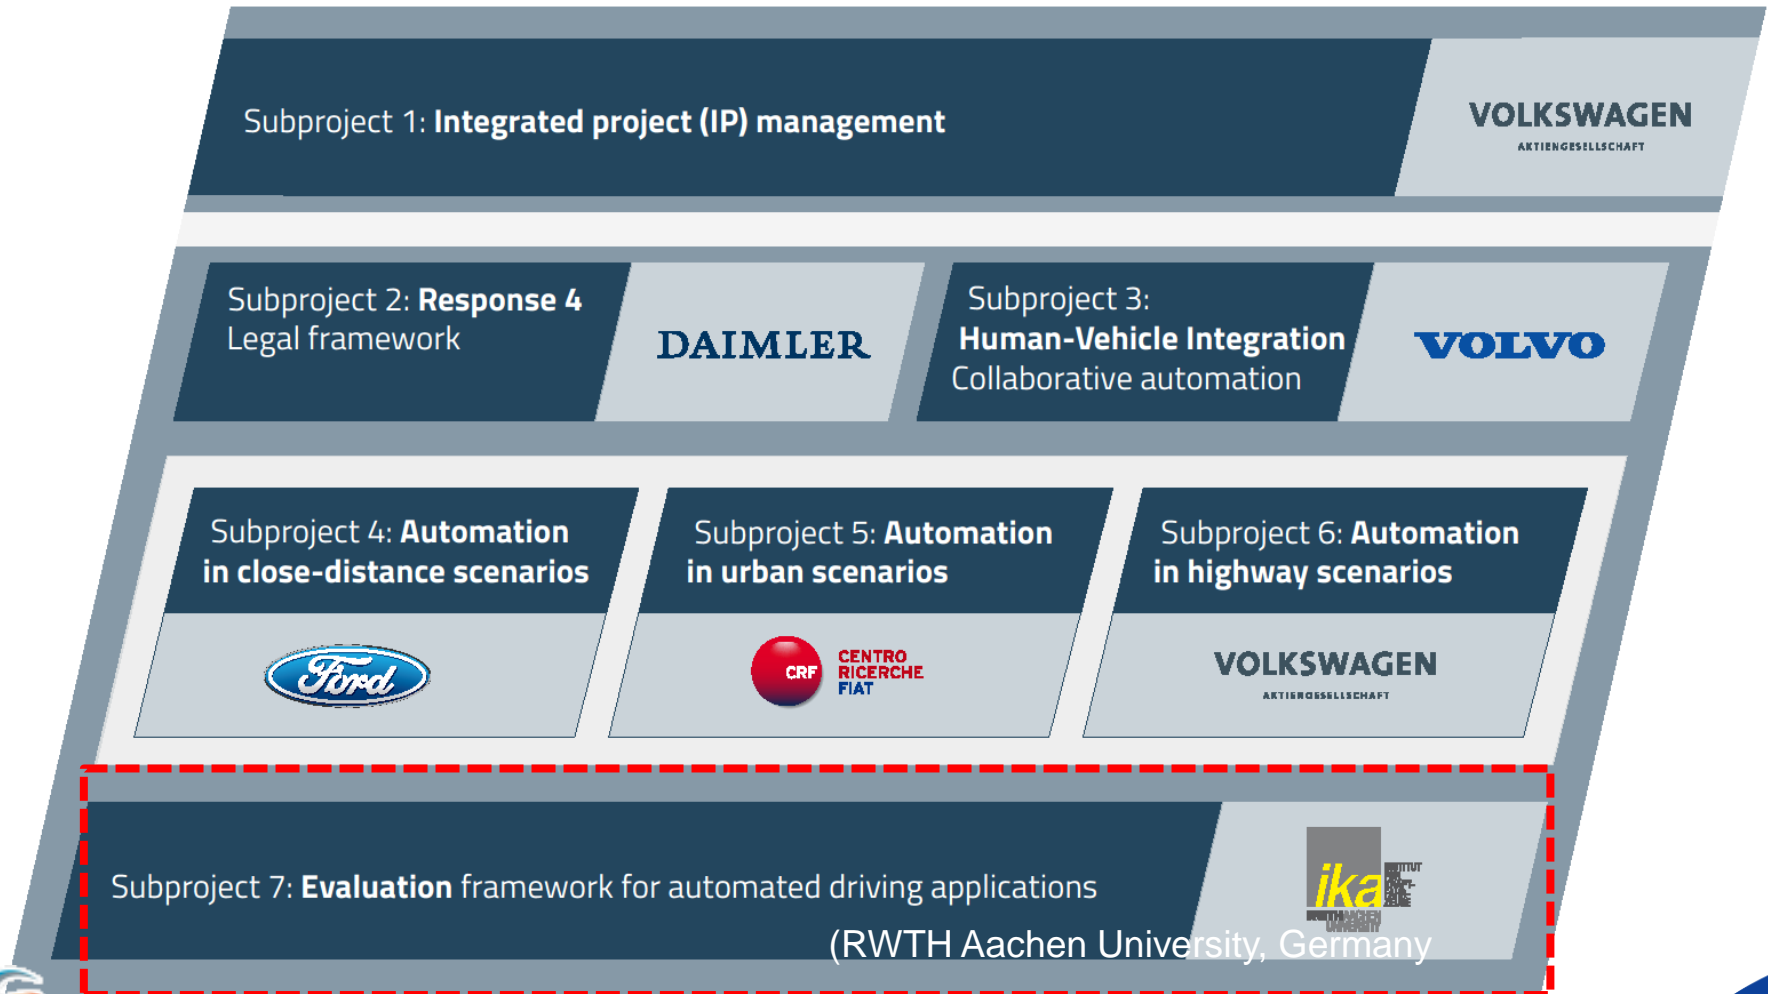 Subproject 1: Integrated project (IP) management
VOLKSWAGEN
AKTIENGESELLSCHAFT
Subproject 2: Response 4
Legal framework
DAIMLER
Subproject 3:
Human-Vehicle Integration
Collaborative automation
VOLVO
Subproject 4: Automation
in close-distance scenarios
Ford
Subproject 5: Automation
in urban scenarios
CRF
CENTRO
RICERCHE
FIAT
Subproject 6: Automation
in highway scenarios
VOLKSWAGEN
AKTIENGESELLSCHAFT
Subproject 7: Evaluation framework for automated driving applications
ika
RWTH AACHEN
UNIVERSITY
(RWTH Aachen University, Germany